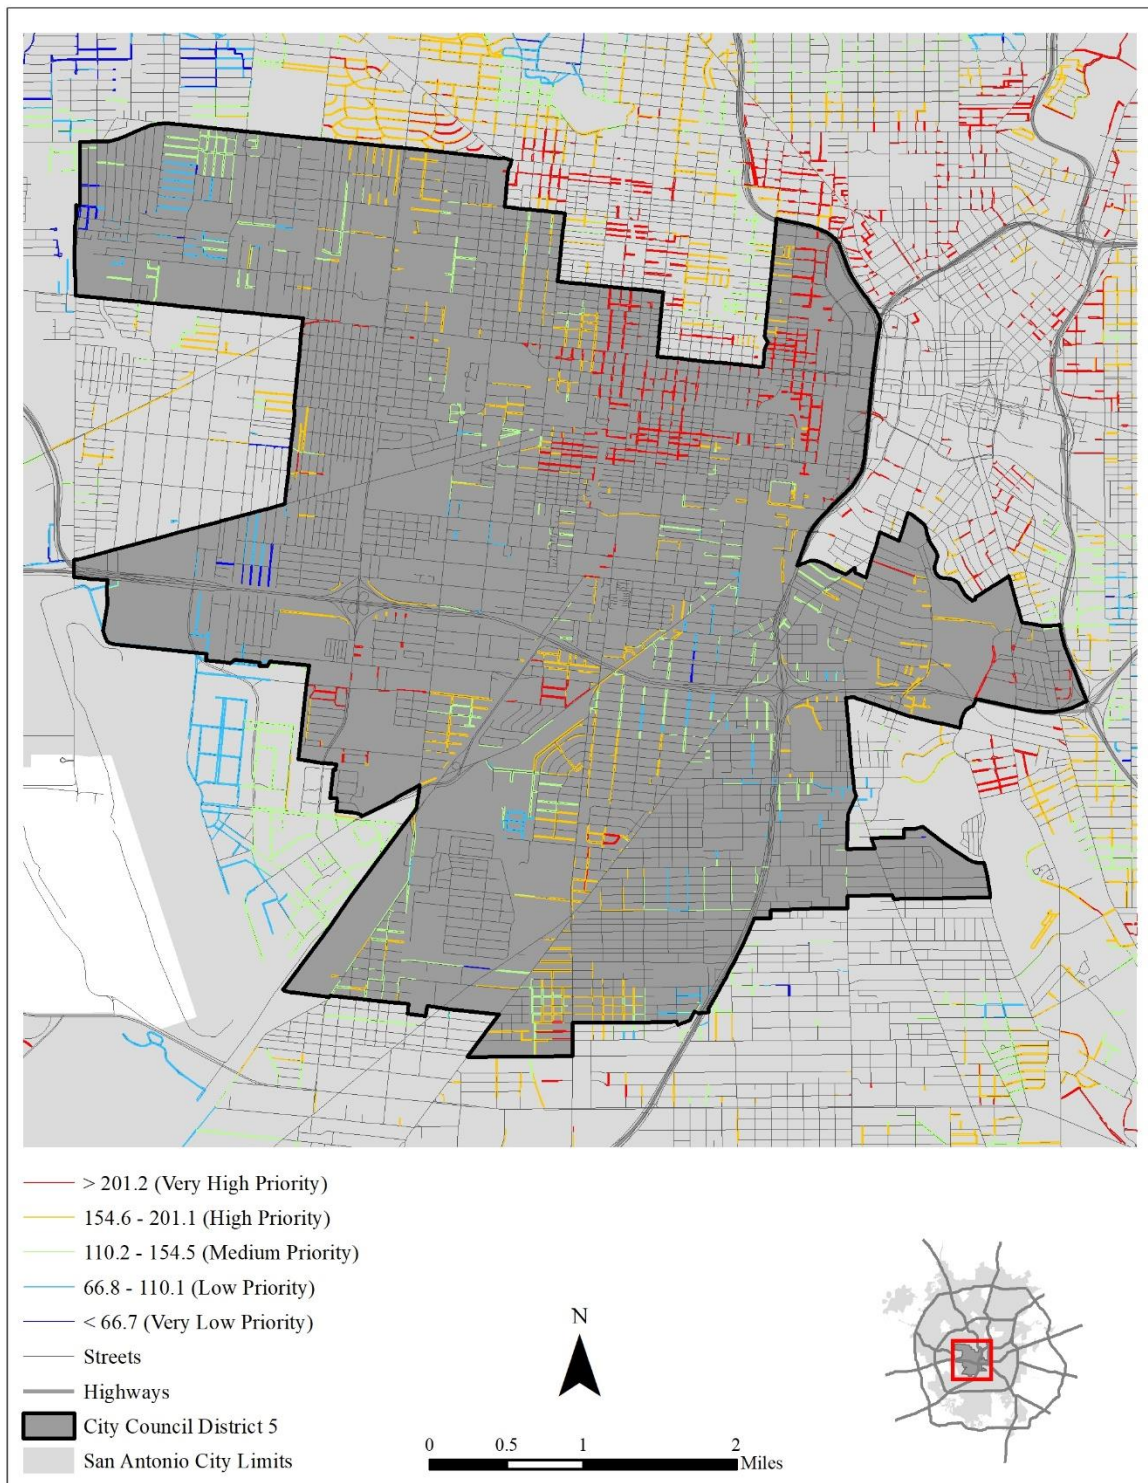 > 201.2 (Very High Priority)
154.6 - 201.1 (High Priority)
110.2 - 154.5 (Medium Priority)
66.8 - 110.1 (Low Priority)
< 66.7 (Very Low Priority)
Streets
Highways
City Council District 5
San Antonio City Limits
N
0 0.5 1 2
Miles